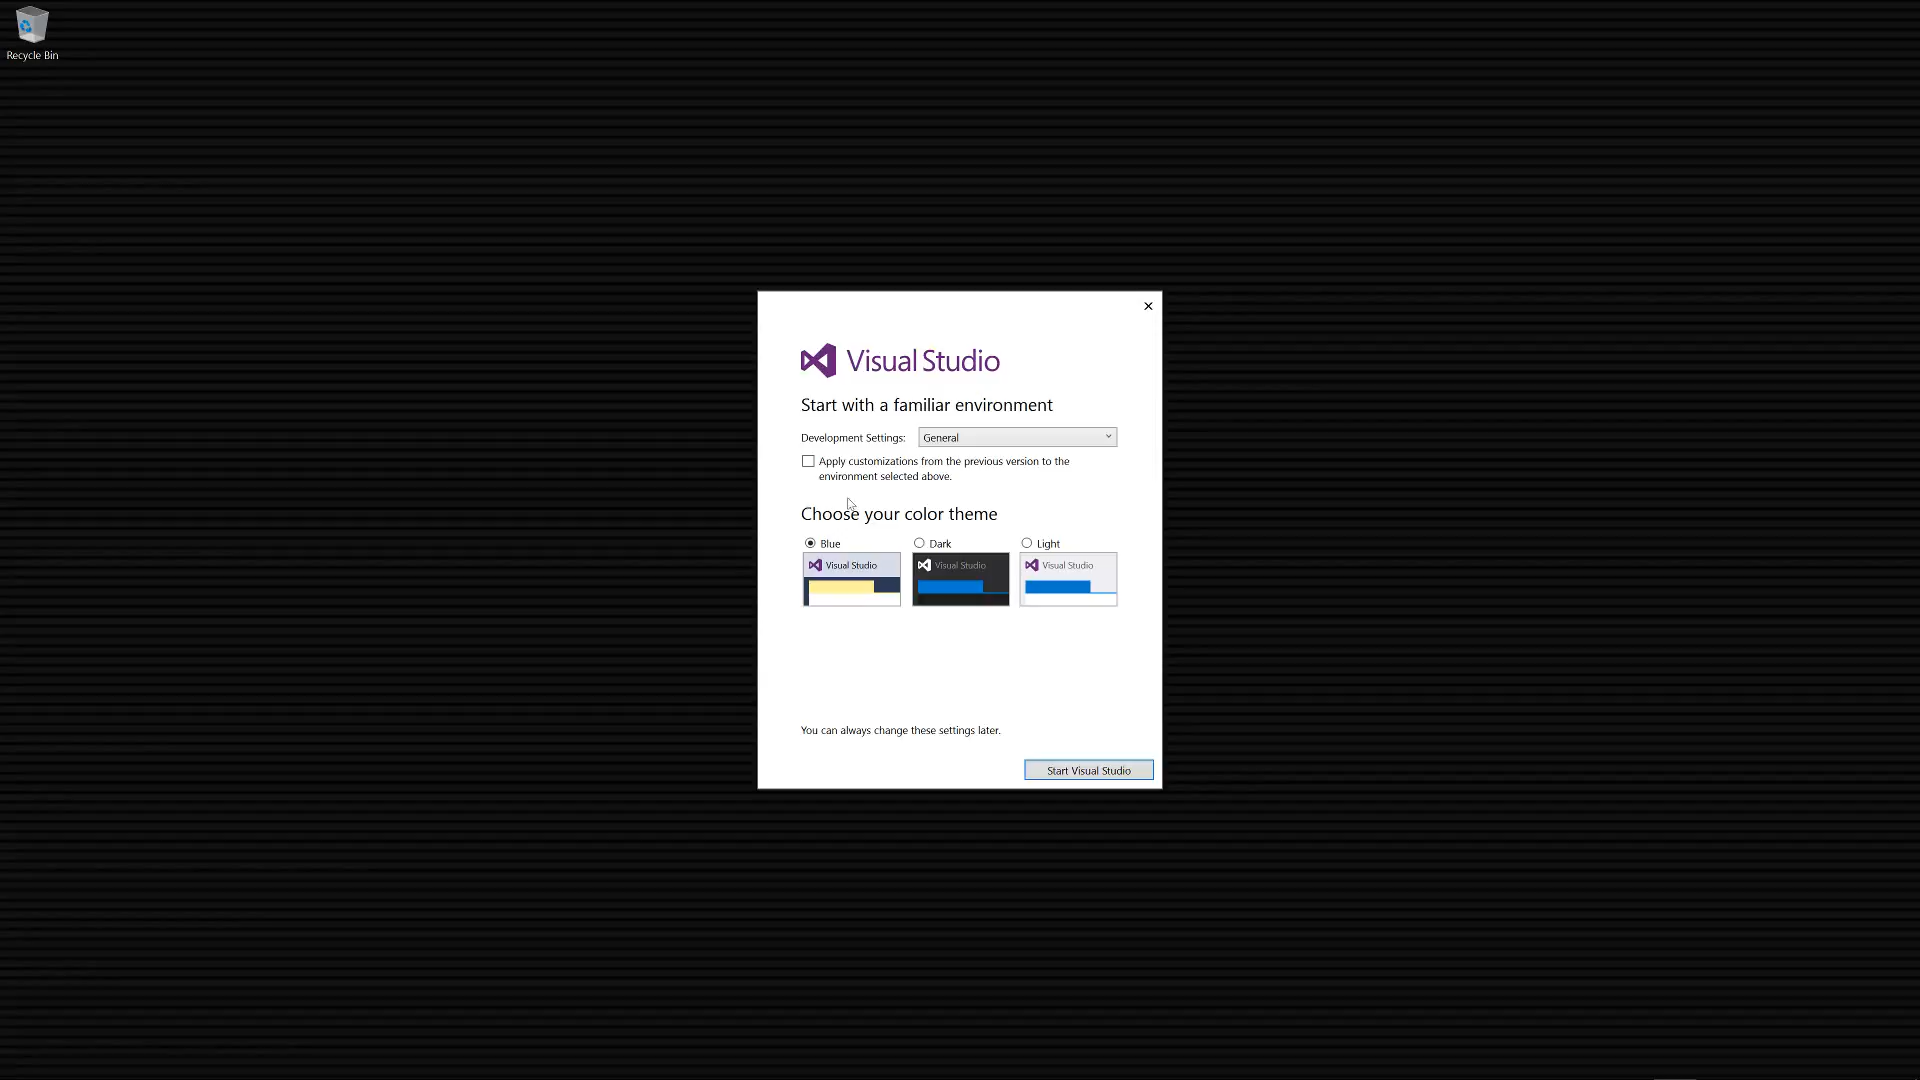 Recycle Bin
Visual Studio
Start with a familiar environment
Development Settings: General
Apply customizations from the previous version to the
environment selected above.
Choose your color theme
Blue Dark Light
Visual Studio Visual Studio Visual Studio
You can always change these settings later.
Start Visual Studio